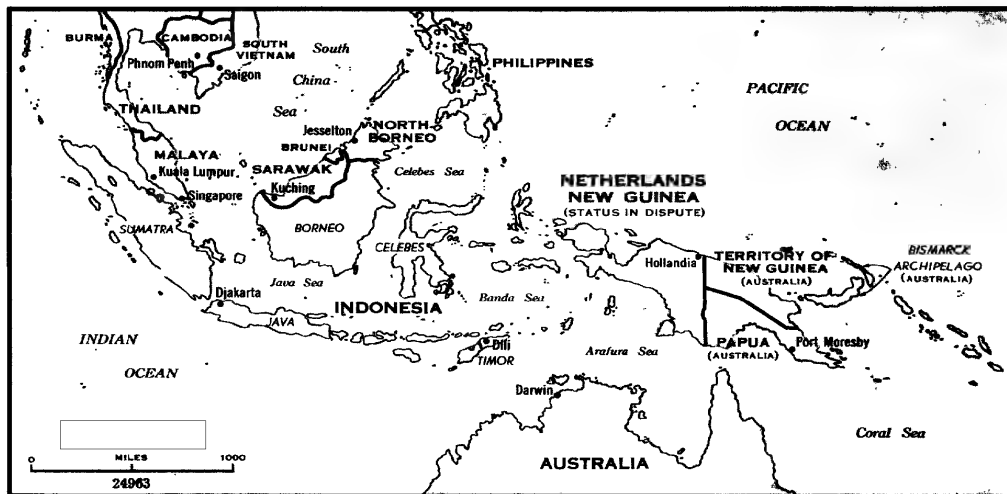 BURMA
CAMBODIA
Phnom Penh
SOUTH
VIETNAM
Saigon
South
China
Sea
PHILIPPINES
PACIFIC
OCEAN
THAILAND
Jesselton
NORTH
BORNEO
BRUNEI
MALAYA
Kuala Lumpur
SARAWAK
Kuching
Celebes Sea
Singapore
NETHERLANDS
NEW GUINEA
(STATUS IN DISPUTE)
SUMATRA
BORNEO
CELEBES
Hollandia
TERRITORY OF
NEW GUINEA
(AUSTRALIA)
BISMARCK
ARCHIPELAGO
(AUSTRALIA)
Java Sea
Djakarta
INDONESIA
Banda Sea
JAVA
INDIAN
OCEAN
Dili
TIMOR
Arafura Sea
PAPUA
(AUSTRALIA)
Port Moresby
Darwin
Coral Sea
AUSTRALIA
0 MILES 1000
24963